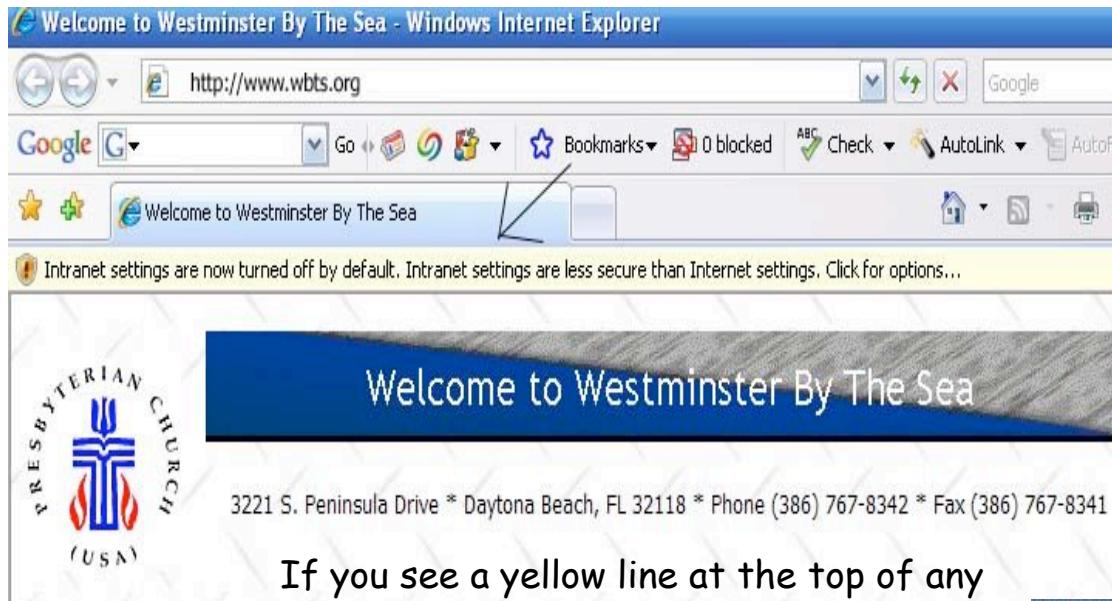 Welcome to Westminster By The Sea - Windows Internet Explorer
http://www.wbts.org
Google
Google G
Go
Bookmarks
0 blocked
ABC
Check
AutoLink
Welcome to Westminster By The Sea
Intranet settings are now turned off by default. Intranet settings are less secure than Internet settings. Click for options...
PRESBYTERIAN CHURCH
(USA)
Welcome to Westminster By The Sea
3221 S. Peninsula Drive * Daytona Beach, FL 32118 * Phone (386) 767-8342 * Fax (386) 767-8341
If you see a yellow line at the top of any